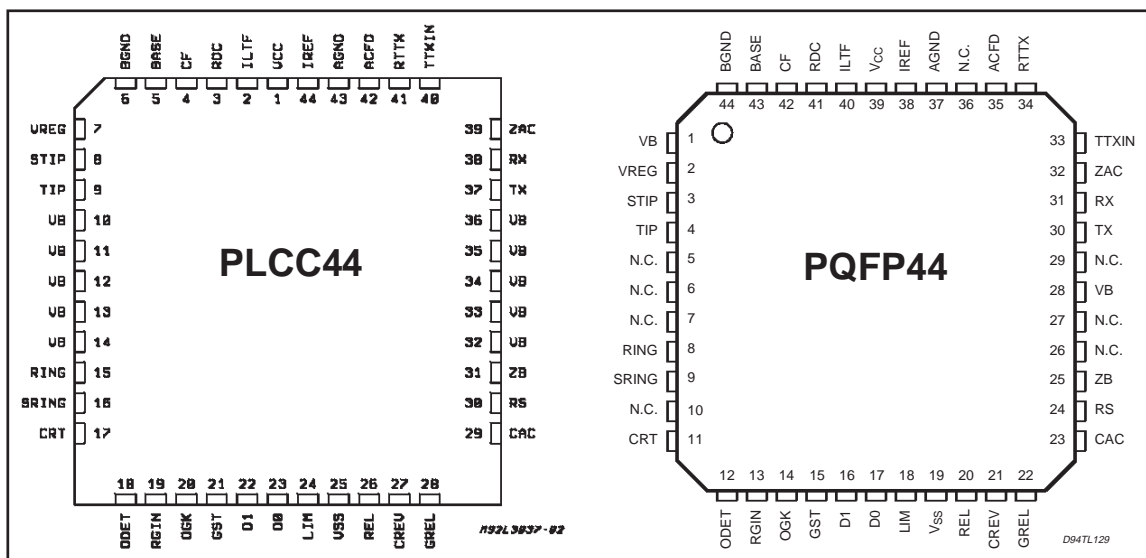 BGND BASE CF RDC ILTF VCC IREF AGND ACFD RTTX TTXIN
6 5 4 3 2 1 44 43 42 41 40
VREG 7
STIP 8
TIP 9
VB 10
VB 11
VB 12
VB 13
VB 14
RING 15
SRING 16
CRT 17
PLCC44
39 ZAC
38 RX
37 TX
36 VB
35 VB
34 VB
33 VB
32 VB
31 ZB
30 RS
29 CAC
18 19 20 21 22 23 24 25 26 27 28
ODET RGIN OGK GST D1 D0 LIM VSS REL CREV GREL
M92L3037-02
BGND BASE CF RDC ILTF VCC IREF AGND N.C. ACFD RTTX
44 43 42 41 40 39 38 37 36 35 34
VB 1
VREG 2
STIP 3
TIP 4
N.C. 5
N.C. 6
N.C. 7
RING 8
SRING 9
N.C. 10
CRT 11
PQFP44
33 TTXIN
32 ZAC
31 RX
30 TX
29 N.C.
28 VB
27 N.C.
26 N.C.
25 ZB
24 RS
23 CAC
12 13 14 15 16 17 18 19 20 21 22
ODET RGIN OGK GST D1 D0 LIM VSS REL CREV GREL
D94TL129